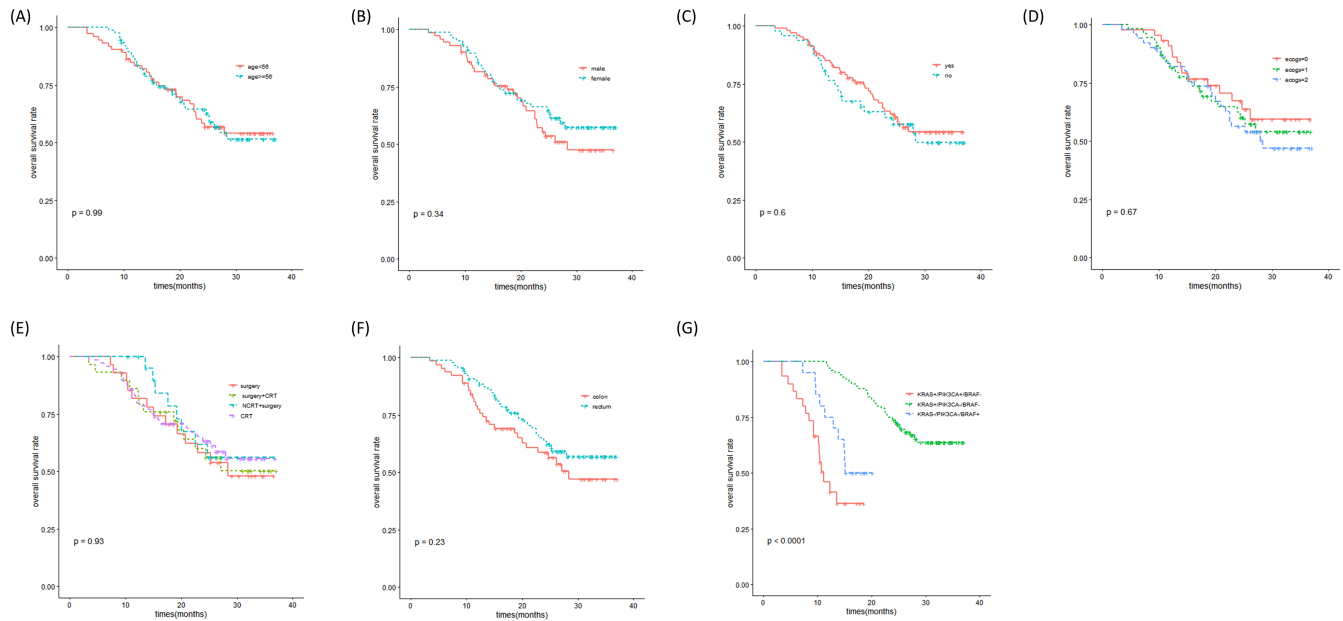 (A)
overall survival rate
1.00
0.75
0.50
0.25
0.00
age<56
age>=56
p = 0.99
0 10 20 30 40
times(months)
(B)
overall survival rate
1.00
0.75
0.50
0.25
0.00
male
female
p = 0.34
0 10 20 30 40
times(months)
(C)
overall survival rate
1.00
0.75
0.50
0.25
0.00
yes
no
p = 0.6
0 10 20 30 40
times(months)
(D)
overall survival rate
1.00
0.75
0.50
0.25
0.00
ecogs=0
ecogs=1
ecogs=2
p = 0.67
0 10 20 30 40
times(months)
(E)
overall survival rate
1.00
0.75
0.50
0.25
0.00
surgery
surgery+CRT
NCRT+surgery
CRT
p = 0.93
0 10 20 30 40
times(months)
(F)
overall survival rate
1.00
0.75
0.50
0.25
0.00
colon
rectum
p = 0.23
0 10 20 30 40
times(months)
(G)
overall survival rate
1.00
0.75
0.50
0.25
0.00
KRAS+/PIK3CA+/BRAF-
KRAS+/PIK3CA-/BRAF-
KRAS-/PIK3CA-/BRAF+
p < 0.0001
0 10 20 30 40
times(months)